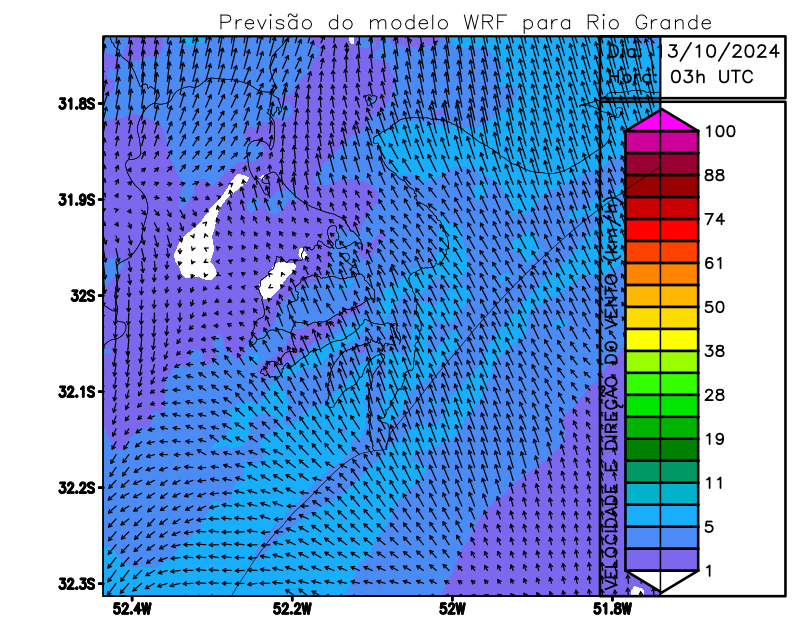 Previsão do modelo WRF para Rio Grande
Dia: 13/10/2024
Hora: 03h UTC
31.8S
31.9S
32S
32.1S
32.2S
32.3S
52.4W
52.2W
52W
51.8W
VELOCIDADE E DIREÇÃO DO VENTO (km/h)
100
88
74
61
50
38
28
19
11
5
1